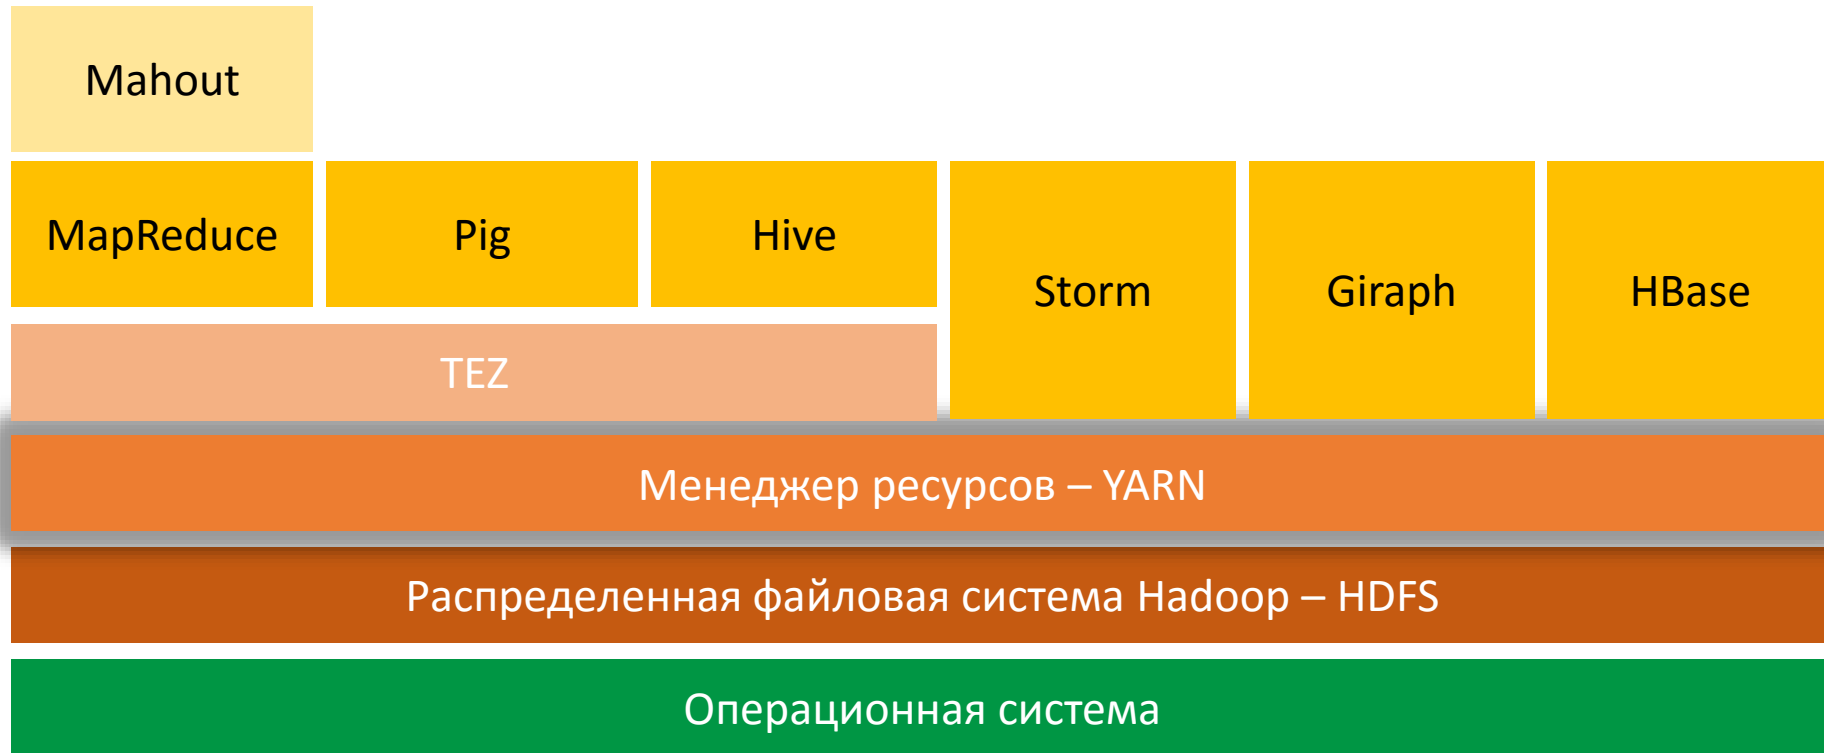 Mahout
MapReduce
Pig
Hive
Storm
Giraph
HBase
TEZ
Менеджер ресурсов – YARN
Распределенная файловая система Hadoop – HDFS
Операционная система